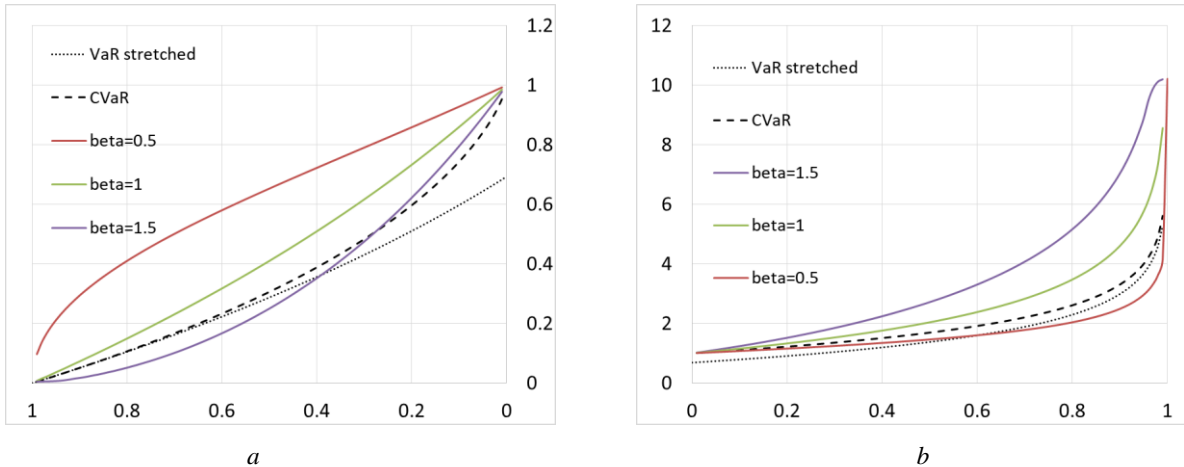 1.2
1
0.8
0.6
0.4
0.2
0
VaR stretched
CVaR
beta=0.5
beta=1
beta=1.5
1 0.8 0.6 0.4 0.2 0
a
12
10
8
6
4
2
0
VaR stretched
CVaR
beta=1.5
beta=1
beta=0.5
0 0.2 0.4 0.6 0.8 1
b